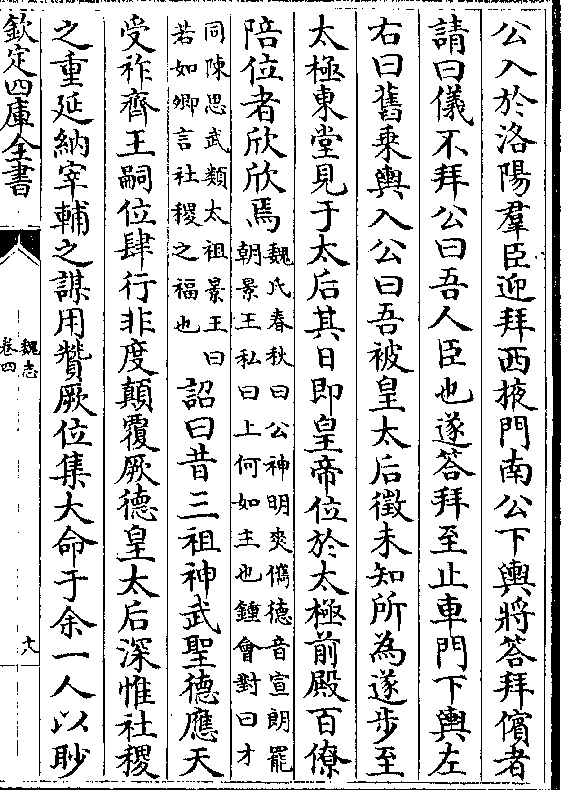 公入於洛陽羣臣迎拜西掖門南公下輿將答拜儐者
請曰儀不拜公曰吾人臣也遂答拜至止車門下輿左
右曰舊乘輿入公曰吾被皇太后徵未知所為遂步至
太極東堂見于太后其日即皇帝位於太極前殿百僚
陪位者欣欣焉
魏氏春秋曰公神明爽儁德音宣朗罷
朝景王私曰上何如主也鍾會對曰才
同陳思武類太祖景王曰
若如卿言社稷之福也
詔曰昔三祖神武聖德應天
受祚齊王嗣位肆行非度顛覆厥德皇太后深惟社稷
之重延納宰輔之謀用贊厥位集大命于余一人以眇
欽定四庫全書
魏志
卷四
十八